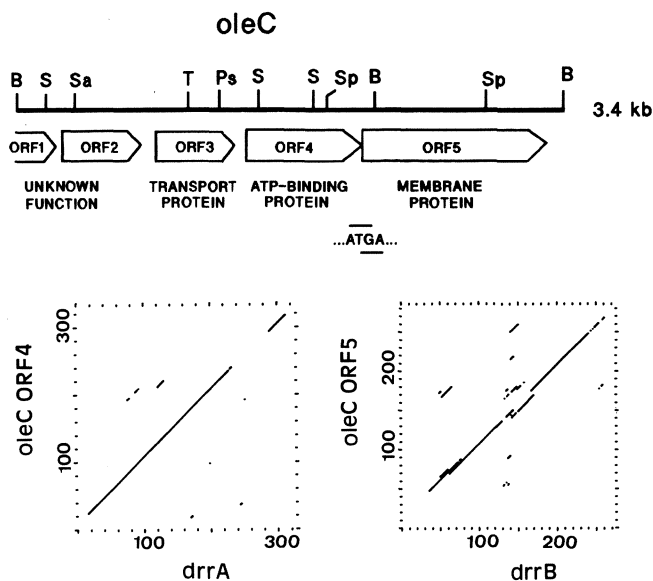 oleC
B S Sa T Ps S S Sp B Sp B
3.4 kb
ORF1 ORF2 ORF3 ORF4 ORF5
UNKNOWN TRANSPORT ATP-BINDING MEMBRANE
FUNCTION PROTEIN PROTEIN PROTEIN
...ATGA...
oleC ORF4
300
100
100 300
drrA
oleC ORF5
200
100
100 200
drrB